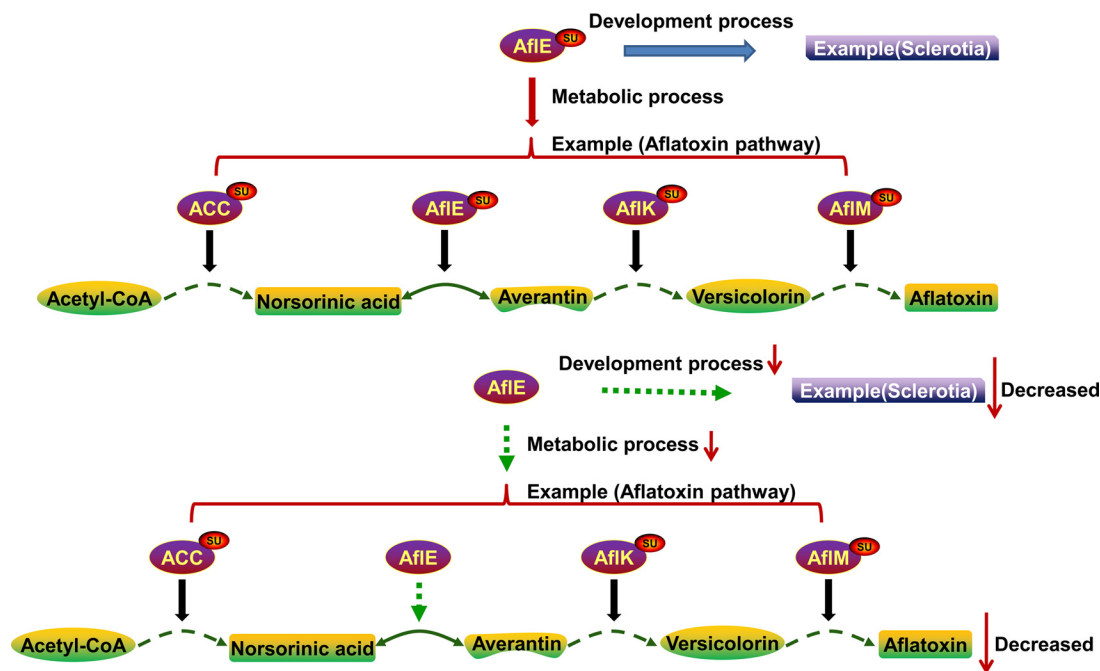 Development process
AflE SU
Example(Sclerotia)
Metabolic process
Example (Aflatoxin pathway)
ACC SU
AflE SU
AflK SU
AflM SU
Acetyl-CoA
Norsorinic acid
Averantin
Versicolorin
Aflatoxin
Development process
AflE
Example(Sclerotia)
Decreased
Metabolic process
Example (Aflatoxin pathway)
ACC SU
AflE
AflK SU
AflM SU
Acetyl-CoA
Norsorinic acid
Averantin
Versicolorin
Aflatoxin
Decreased